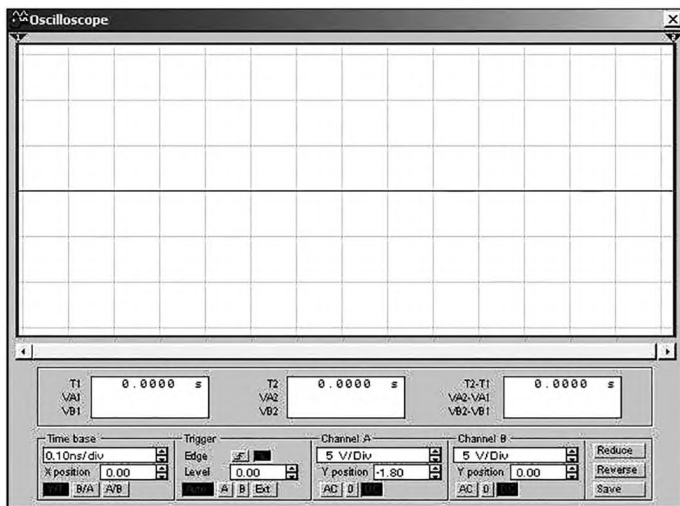 Oscilloscope
1 2
T1 0.0000 s T2 0.0000 s T2-T1 0.0000 s
VA1 VA2 VA2-VA1
VB1 VB2 VB2-VB1
Time base Trigger Channel A Channel B
0.10ns/div Edge 5 V/Div 5 V/Div Reduce
X position 0.00 Level 0.00 Y position -1.80 Y position 0.00 Reverse
B/A A/B A B Ext AC 0 AC 0 Save